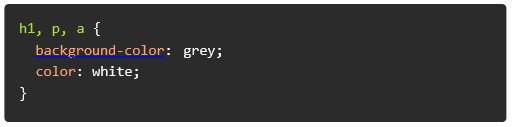 h1, p, a {
  background-color: grey;
  color: white;
}